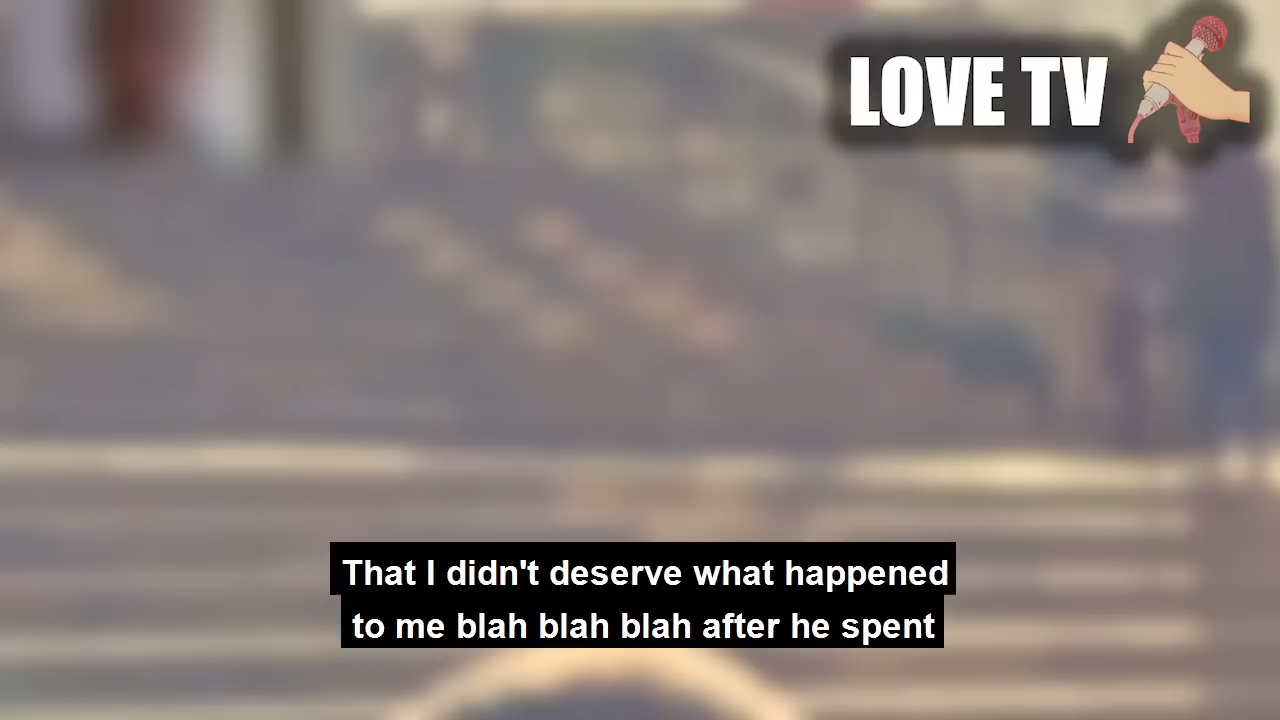 LOVE TV
That I didn't deserve what happened
to me blah blah blah after he spent